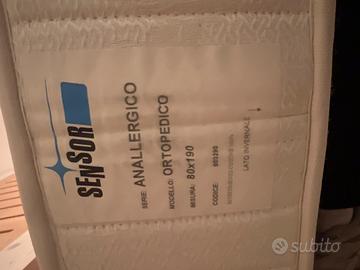 SENSOR
SERIE: ANALLERGICO
MODELLO: ORTOPEDICO
MISURA: 80x190
CODICE:
LATO INVERNALE
subito